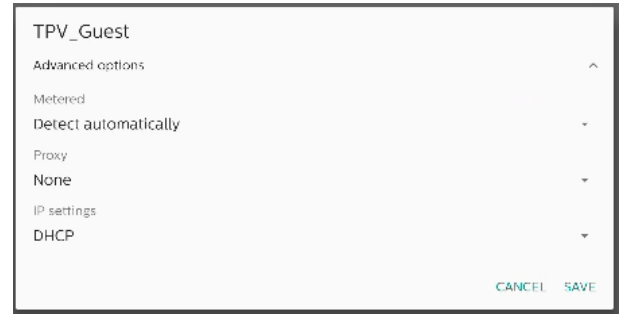 TPV_Guest
Advanced options
Metered
Detect automatically
Proxy
None
IP settings
DHCP
CANCEL SAVE